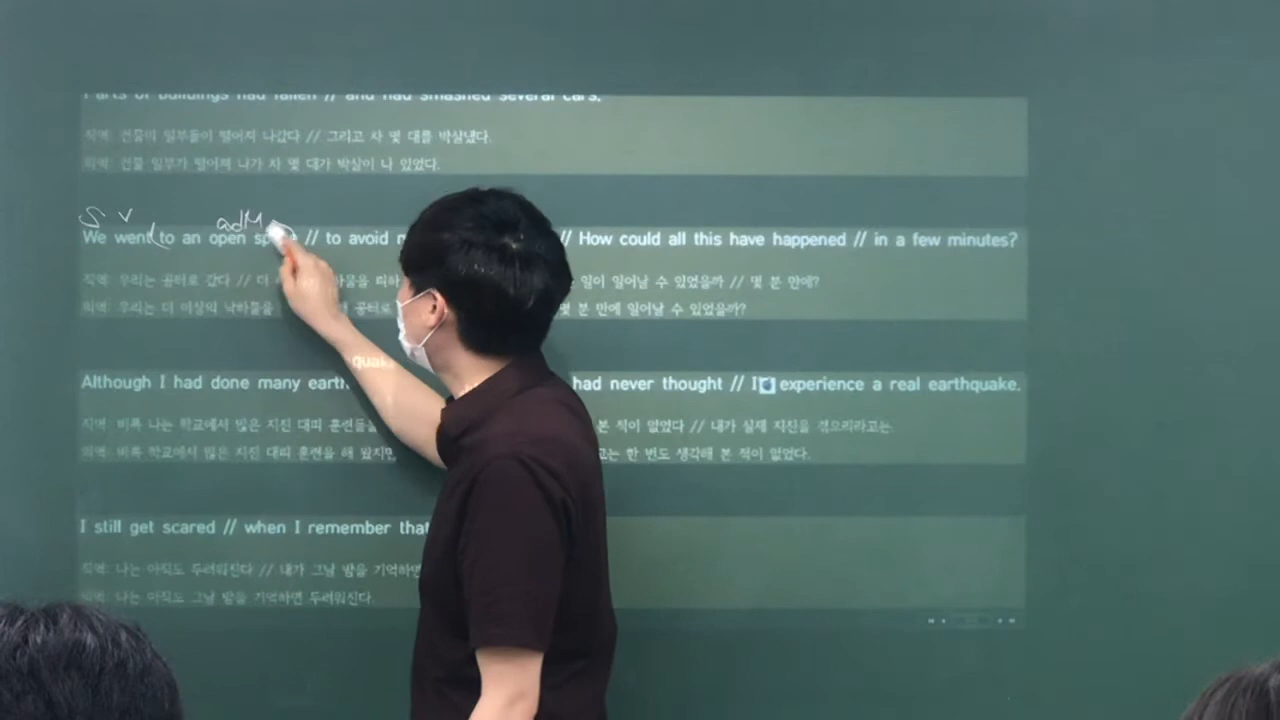 Parts of buildings had fallen // and had smashed several cars.
직역: 건물의 일부들이 떨어져 나갔다 // 그리고 차 몇 대를 박살냈다.
의역: 건물 일부가 떨어져 나가 차 몇 대가 박살이 나 있었다.
S V ( adM )
We went to an open // to avoid // How could all this have happened // in a few minutes?
직역: 우리는 공터로 갔다 // 더 일이 일어날 수 있었을까 // 몇 분 만에?
의역: 우리는 더 이상의 낙하물을 공터로 몇 분 만에 일어날 수 있었을까?
quake
Although I had done many earth had never thought // I experience a real earthquake.
직역: 비록 나는 학교에서 많은 지진 대피 훈련들을 본 적이 없었다 // 내가 실제 지진을 겪으리라고는.
의역: 비록 학교에서 많은 지진 대피 훈련을 해 왔지만 한 번도 생각해 본 적이 없었다.
I still get scared // when I remember that
직역: 나는 아직도 두려워진다 // 내가 그날 밤을 기억하면
의역: 나는 아직도 그날 밤을 기억하면 두려워진다.